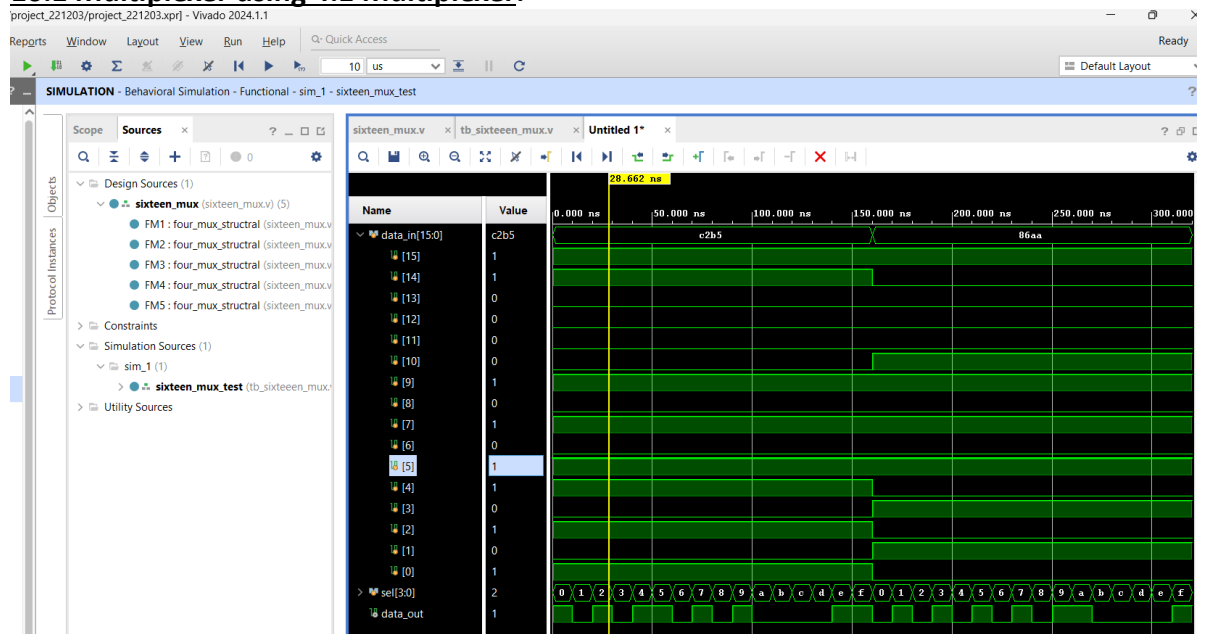 16:1 Multiplexer using 4:1 Multiplexer:
/project_221203/project_221203.xpr] - Vivado 2024.1.1
Reports Window Layout View Run Help Quick Access Ready
10 us Default Layout
SIMULATION - Behavioral Simulation - Functional - sim_1 - sixteen_mux_test ?
Scope Sources × ? _
0
Design Sources (1)
sixteen_mux (sixteen_mux.v) (5)
FM1 : four_mux_structral (sixteen_mux.v
FM2 : four_mux_structral (sixteen_mux.v
FM3 : four_mux_structral (sixteen_mux.v
FM4 : four_mux_structral (sixteen_mux.v
FM5 : four_mux_structral (sixteen_mux.v
Constraints
Simulation Sources (1)
sim_1 (1)
sixteen_mux_test (tb_sixteeen_mux.
Utility Sources
Objects
Protocol Instances
sixteen_mux.v × tb_sixteeen_mux.v × Untitled 1* × ?
28.662 ns
Name Value 0.000 ns 50.000 ns 100.000 ns 150.000 ns 200.000 ns 250.000 ns 300.000
data_in[15:0] c2b5 c2b5 86aa
[15] 1
[14] 1
[13] 0
[12] 0
[11] 0
[10] 0
[9] 1
[8] 0
[7] 1
[6] 0
[5] 1
[4] 1
[3] 0
[2] 1
[1] 0
[0] 1
sel[3:0] 2 0 1 2 3 4 5 6 7 8 9 a b c d e f 0 1 2 3 4 5 6 7 8 9 a b c d e f
data_out 1